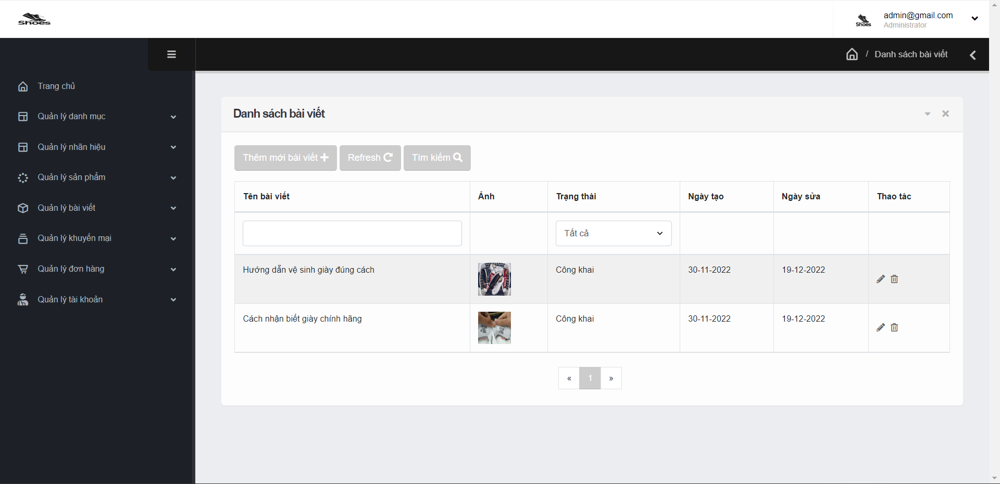 Shoes
Shoes
admin@gmail.com
Administrator
/ Danh sách bài viết
Trang chủ
Quản lý danh mục
Quản lý nhãn hiệu
Quản lý sản phẩm
Quản lý bài viết
Quản lý khuyến mại
Quản lý đơn hàng
Quản lý tài khoản
Danh sách bài viết
Thêm mới bài viết
Refresh
Tìm kiếm
Tên bài viết Ảnh Trạng thái Ngày tạo Ngày sửa Thao tác
Tất cả
Hướng dẫn vệ sinh giày đúng cách Công khai 30-11-2022 19-12-2022
Cách nhận biết giày chính hãng Công khai 30-11-2022 19-12-2022
« 1 »